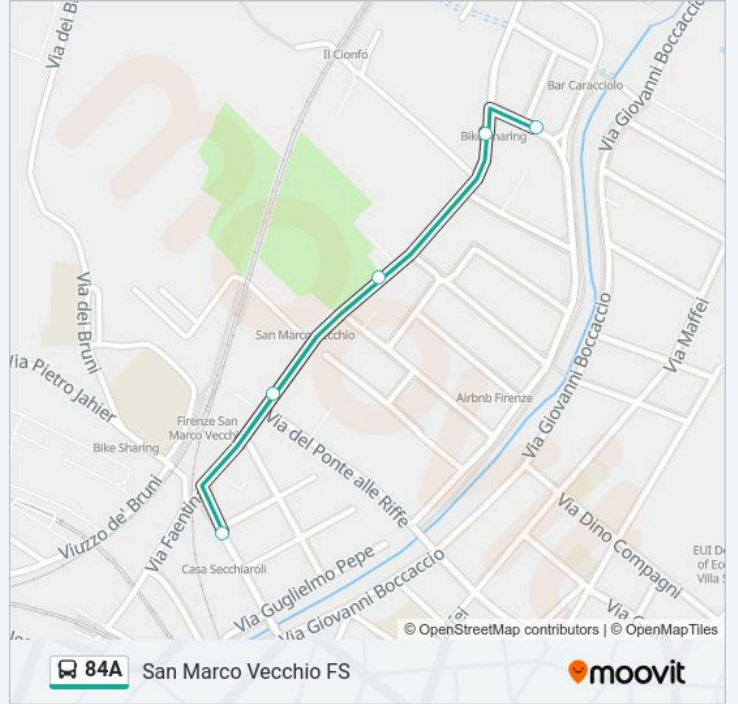 Via dei B
Il Cionfo
Bar Caracciolo
Via Giovanni Boccaccio
Bike Sharing
Via dei Bruni
San Marco Vecchio
Via Giovanni Boccaccio
Via Maffei
Via Pietro Jahier
Airbnb Firenze
Firenze San
Marco Vecchio
Bike Sharing
Via del Ponte alle Riffe
Viuzzo de' Bruni
Via Faentina
Via Dino Compagni
Casa Secchiaroli
Via Guglielmo Pepe
EUI De
of Eco
Villa S
Via Giovanni Boccaccio
© OpenStreetMap contributors | © OpenMapTiles
84A San Marco Vecchio FS
moovit